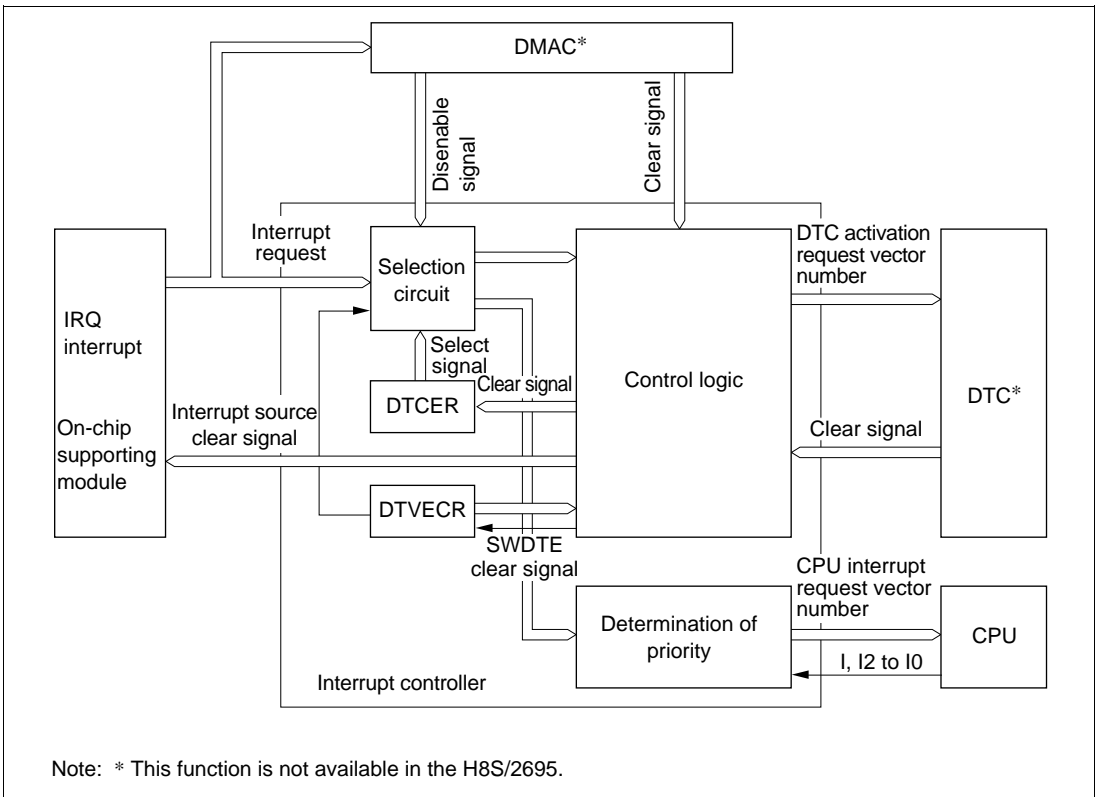 DMAC*
Disenable
signal
Clear signal
Interrupt
request
Selection
circuit
DTC activation
request vector
number
IRQ
interrupt
Select
signal
Clear signal
Control logic
DTC*
DTCER
Interrupt source
clear signal
On-chip
supporting
module
Clear signal
DTVECR
SWDTE
clear signal
CPU interrupt
request vector
number
Determination of
priority
CPU
I, I2 to I0
Interrupt controller
Note: * This function is not available in the H8S/2695.